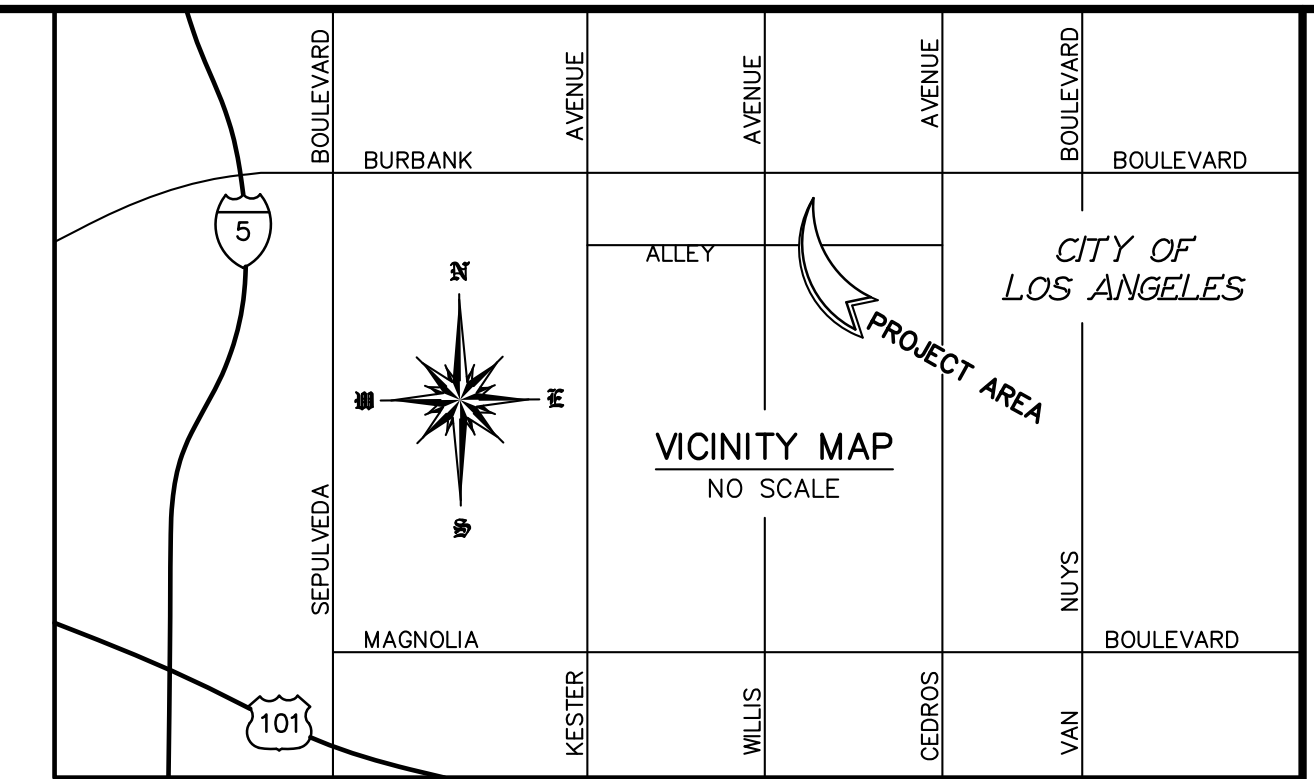 BOULEVARD
AVENUE
AVENUE
AVENUE
BOULEVARD
BURBANK
BOULEVARD
5
ALLEY
CITY OF
LOS ANGELES
N
W
E
S
PROJECT AREA
VICINITY MAP
NO SCALE
SEPULVEDA
NUYS
MAGNOLIA
BOULEVARD
101
KESTER
WILLIS
CEDROS
VAN